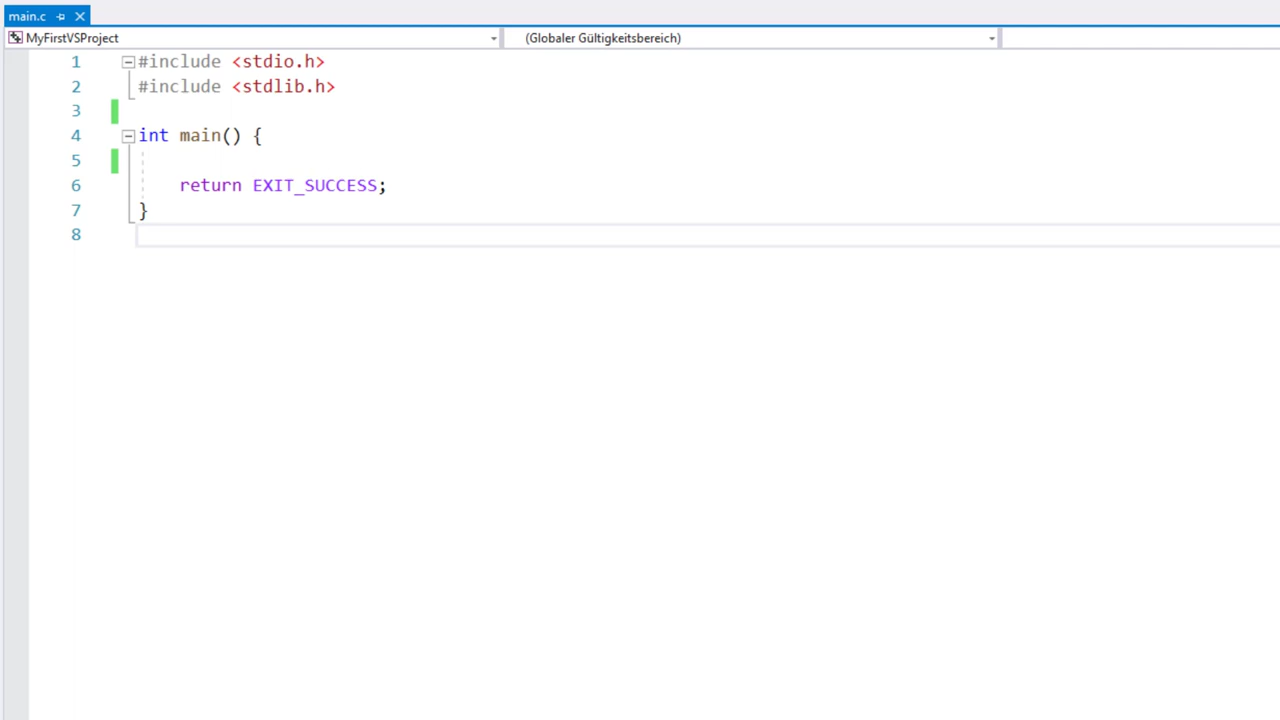 main.c
MyFirstVSProject (Globaler Gültigkeitsbereich)
1 #include <stdio.h>
2 #include <stdlib.h>
3
4 int main() {
5
6 return EXIT_SUCCESS;
7 }
8